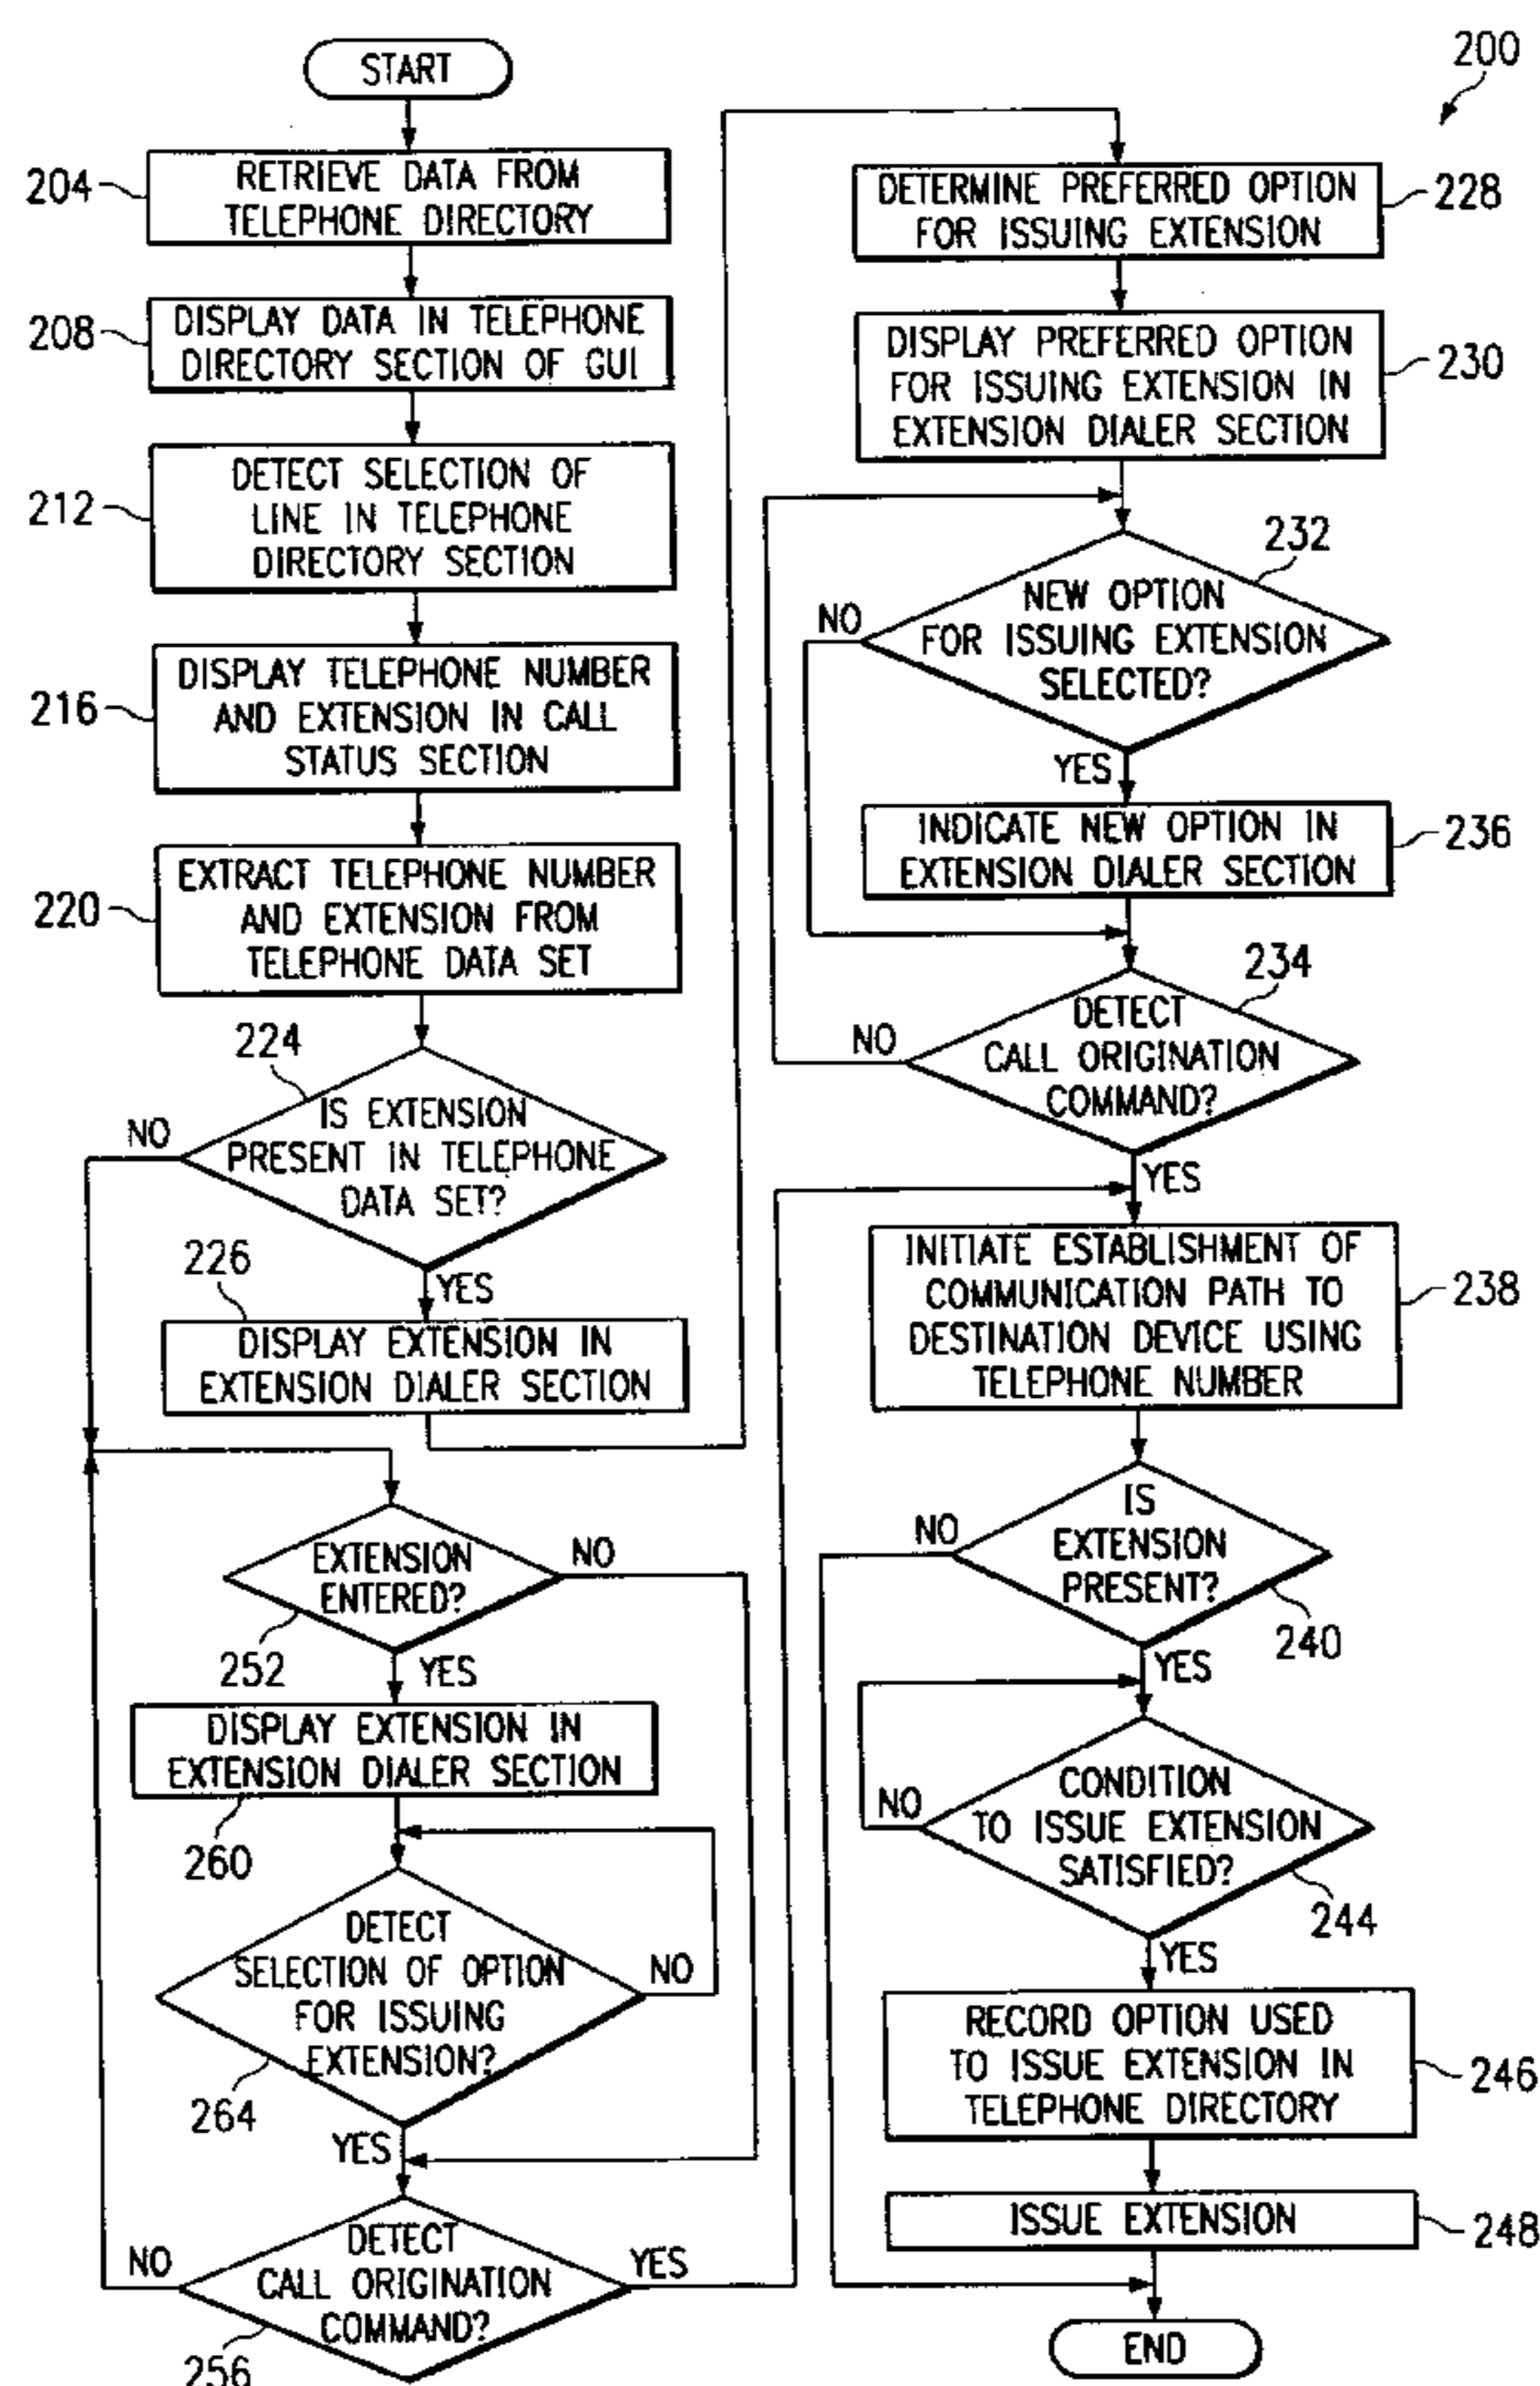 START
204
RETRIEVE DATA FROM
TELEPHONE DIRECTORY
208
DISPLAY DATA IN TELEPHONE
DIRECTORY SECTION OF GUI
212
DETECT SELECTION OF
LINE IN TELEPHONE
DIRECTORY SECTION
216
DISPLAY TELEPHONE NUMBER
AND EXTENSION IN CALL
STATUS SECTION
220
EXTRACT TELEPHONE NUMBER
AND EXTENSION FROM
TELEPHONE DATA SET
224
IS EXTENSION
PRESENT IN TELEPHONE
DATA SET?
NO
YES
226
DISPLAY EXTENSION IN
EXTENSION DIALER SECTION
EXTENSION
ENTERED?
NO
252
YES
DISPLAY EXTENSION IN
EXTENSION DIALER SECTION
260
DETECT
SELECTION OF OPTION
FOR ISSUING
EXTENSION?
NO
264
YES
DETECT
CALL ORIGINATION
COMMAND?
NO
YES
256
200
DETERMINE PREFERRED OPTION
FOR ISSUING EXTENSION
228
DISPLAY PREFERRED OPTION
FOR ISSUING EXTENSION IN
EXTENSION DIALER SECTION
230
232
NEW OPTION
FOR ISSUING EXTENSION
SELECTED?
NO
YES
INDICATE NEW OPTION IN
EXTENSION DIALER SECTION
236
234
DETECT
CALL ORIGINATION
COMMAND?
NO
YES
INITIATE ESTABLISHMENT OF
COMMUNICATION PATH TO
DESTINATION DEVICE USING
TELEPHONE NUMBER
238
IS
EXTENSION
PRESENT?
NO
240
YES
CONDITION
TO ISSUE EXTENSION
SATISFIED?
NO
244
YES
RECORD OPTION USED
TO ISSUE EXTENSION IN
TELEPHONE DIRECTORY
246
ISSUE EXTENSION
248
END